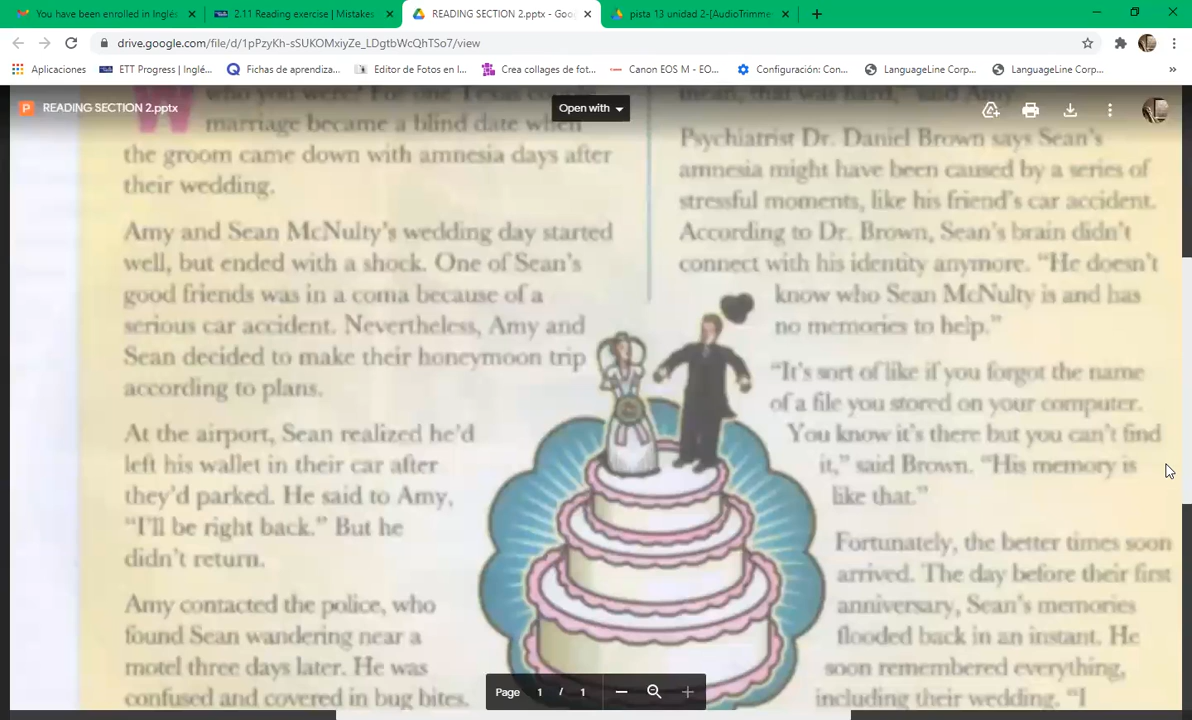 You have been enrolled in Inglés
2.11 Reading exercise | Mistakes
READING SECTION 2.pptx - Goo
pista 13 unidad 2-[AudioTrimme
drive.google.com/file/d/1pPzyKh-sSUKOMxiyZe_LDgtbWcQhTSo7/view
Aplicaciones
ETT Progress | Inglé...
Fichas de aprendiza...
Editor de Fotos en l...
Crea collages de fot...
Canon EOS M - EO...
Configuración: Con...
LanguageLine Corp...
LanguageLine Corp...
»
P READING SECTION 2.pptx
Open with
who you were? For one Texas
marriage became a blind date when
the groom came down with amnesia days after
their wedding.
Amy and Sean McNulty's wedding day started
well, but ended with a shock. One of Sean's
good friends was in a coma because of a
serious car accident. Nevertheless, Amy and
Sean decided to make their honeymoon trip
according to plans.
At the airport, Sean realized he'd
left his wallet in their car after
they'd parked. He said to Amy,
"I'll be right back." But he
didn't return.
Amy contacted the police, who
found Sean wandering near a
motel three days later. He was
confused and covered in bug bites.
mean, that was hard," said Amy
Psychiatrist Dr. Daniel Brown says Sean's
amnesia might have been caused by a series of
stressful moments, like his friend's car accident.
According to Dr. Brown, Sean's brain didn't
connect with his identity anymore. "He doesn't
know who Sean McNulty is and has
no memories to help."
"It's sort of like if you forgot the name
of a file you stored on your computer.
You know it's there but you can't find
it," said Brown. "His memory is
like that."
Fortunately, the better times soon
arrived. The day before their first
anniversary, Sean's memories
flooded back in an instant. He
soon remembered everything,
including their wedding. "I
Page 1 / 1